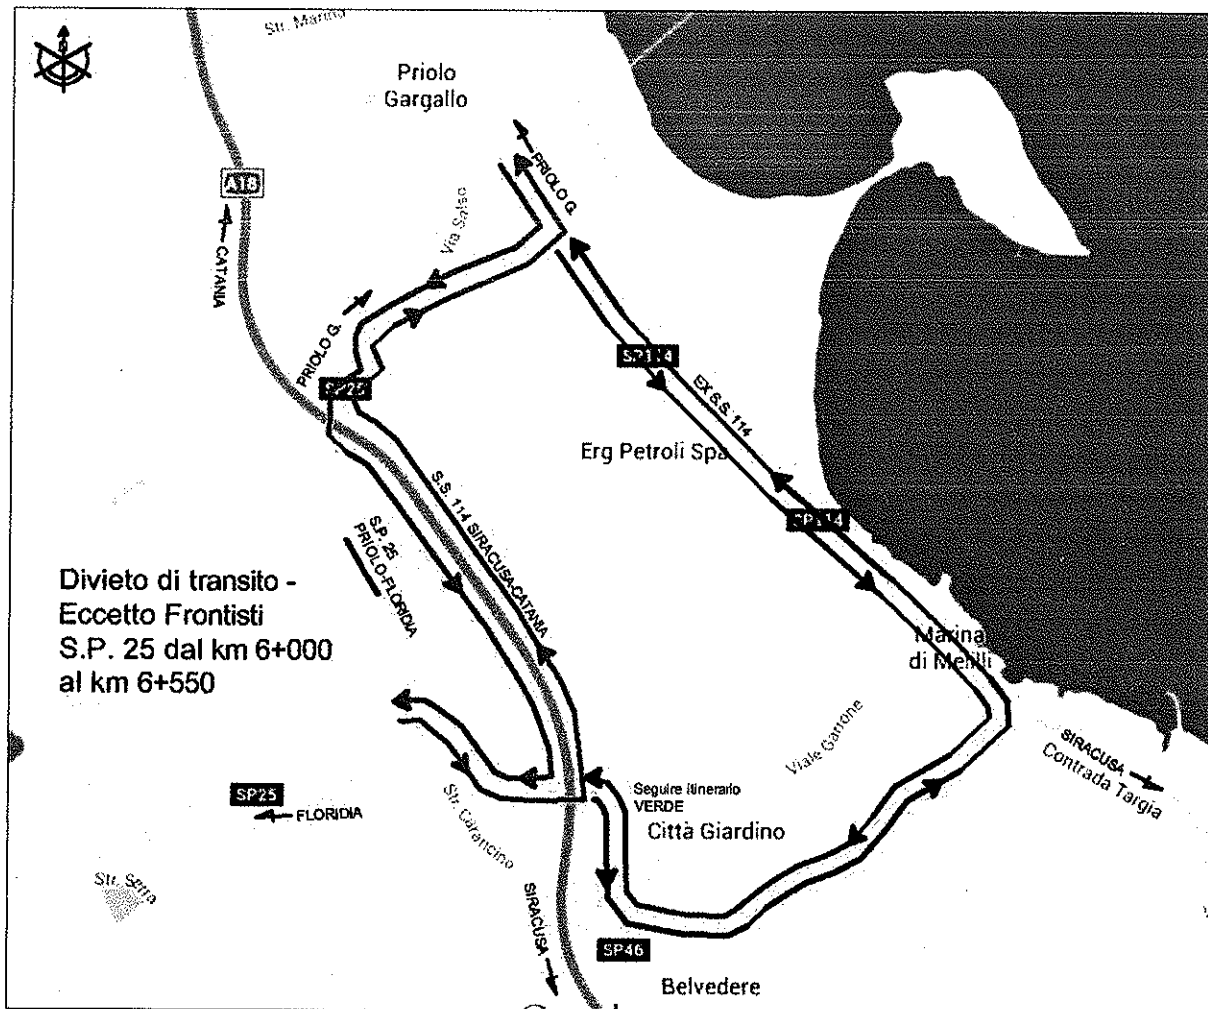 Str. Marina
N
Priolo
Gargallo
PRIOLO G.
A18
CATANIA
Via Salso
PRIOLO G.
SP25
SP114
EX S.S. 114
Erg Petroli Spa
S.S. 114 SIRACUSA-CATANIA
SP114
S.P. 25
PRIOLO-FLORIDIA
Divieto di transito -
Eccetto Frontisti
S.P. 25 dal km 6+000
al km 6+550
Marina
di Melilli
Viale Garrone
SIRACUSA
Contrada Targia
SP25
FLORIDIA
Str. Carancino
Seguire itinerario
VERDE
Città Giardino
Str. Serra
SIRACUSA
SP46
Belvedere